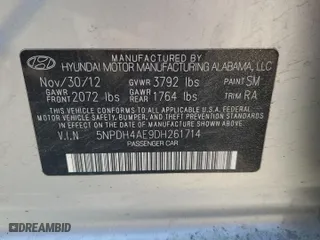 MANUFACTURED BY
HYUNDAI MOTOR MANUFACTURING ALABAMA, LLC
Nov/30/12 GVWR 3792 lbs PAINT SM
GAWR FRONT 2072 lbs GAWR REAR 1764 lbs TRIM RA
THIS VEHICLE CONFORMS TO ALL APPLICABLE U.S. FEDERAL
MOTOR VEHICLE SAFETY, BUMPER, AND THEFT PREVENTION
STANDARDS IN EFFECT ON THE DATE OF MANUFACTURE SHOWN ABOVE.
V.I.N 5NPDH4AE9DH261714
PASSENGER CAR
DREAMBID